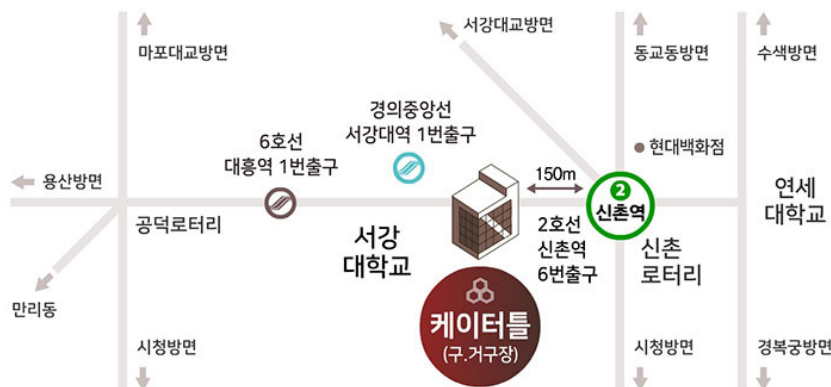 서강대교방면
마포대교방면
동교동방면
수색방면
경의중앙선
서강대역 1번출구
6호선
대흥역 1번출구
현대백화점
150m
용산방면
2
신촌역
연세
대학교
공덕로터리
서강
대학교
2호선
신촌역
6번출구
신촌
로터리
만리동
케이터틀
(구.거구장)
시청방면
시청방면
경복궁방면